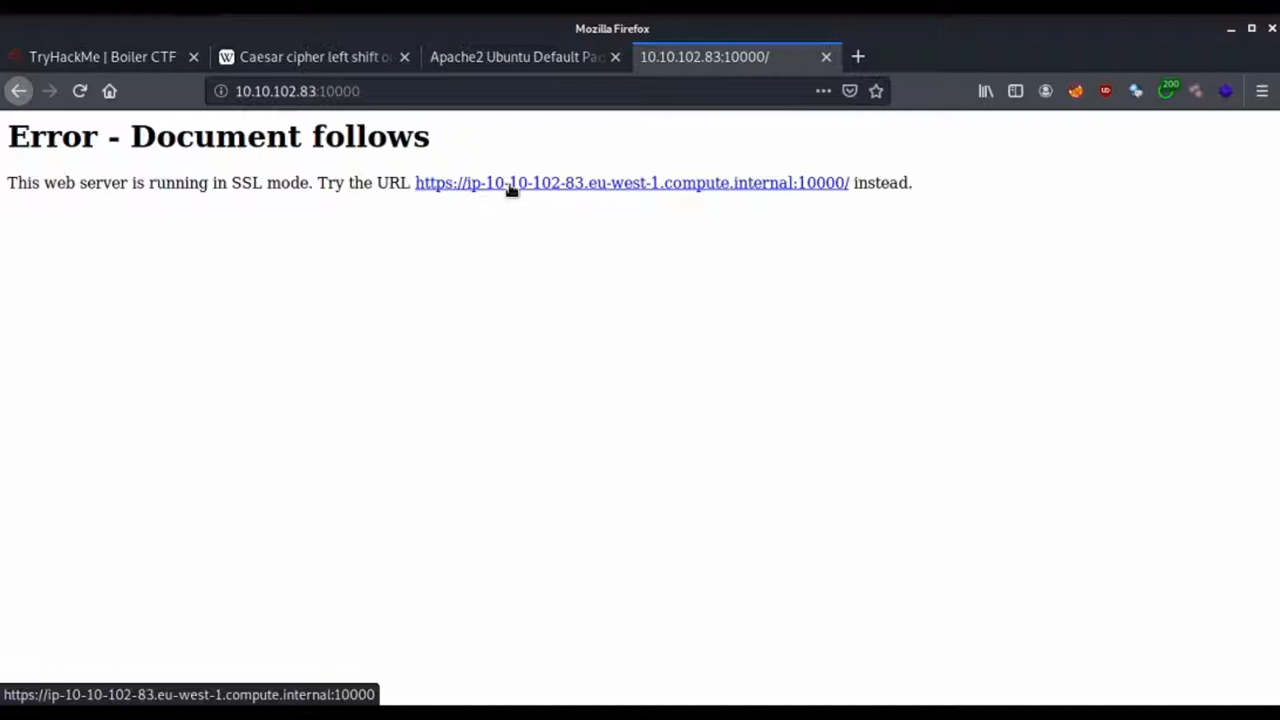 Mozilla Firefox
TryHackMe | Boiler CTF
Caesar cipher left shift o
Apache2 Ubuntu Default Pag
10.10.102.83:10000/
10.10.102.83:10000
200
Error - Document follows
This web server is running in SSL mode. Try the URL https://ip-10-10-102-83.eu-west-1.compute.internal:10000/ instead.
https://ip-10-10-102-83.eu-west-1.compute.internal:10000